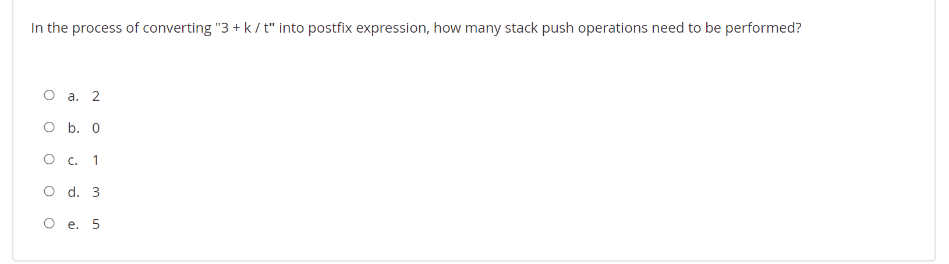 In the process of converting "3 + k / t" into postfix expression, how many stack push operations need to be performed?
a. 2
b. 0
c. 1
d. 3
e. 5